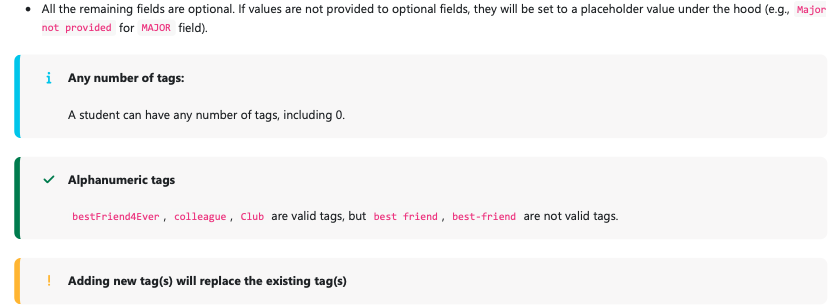 All the remaining fields are optional. If values are not provided to optional fields, they will be set to a placeholder value under the hood (e.g., Major
not provided for MAJOR field).
Any number of tags:
A student can have any number of tags, including 0.
Alphanumeric tags
bestFriend4Ever, colleague, Club are valid tags, but best friend, best-friend are not valid tags.
Adding new tag(s) will replace the existing tag(s)